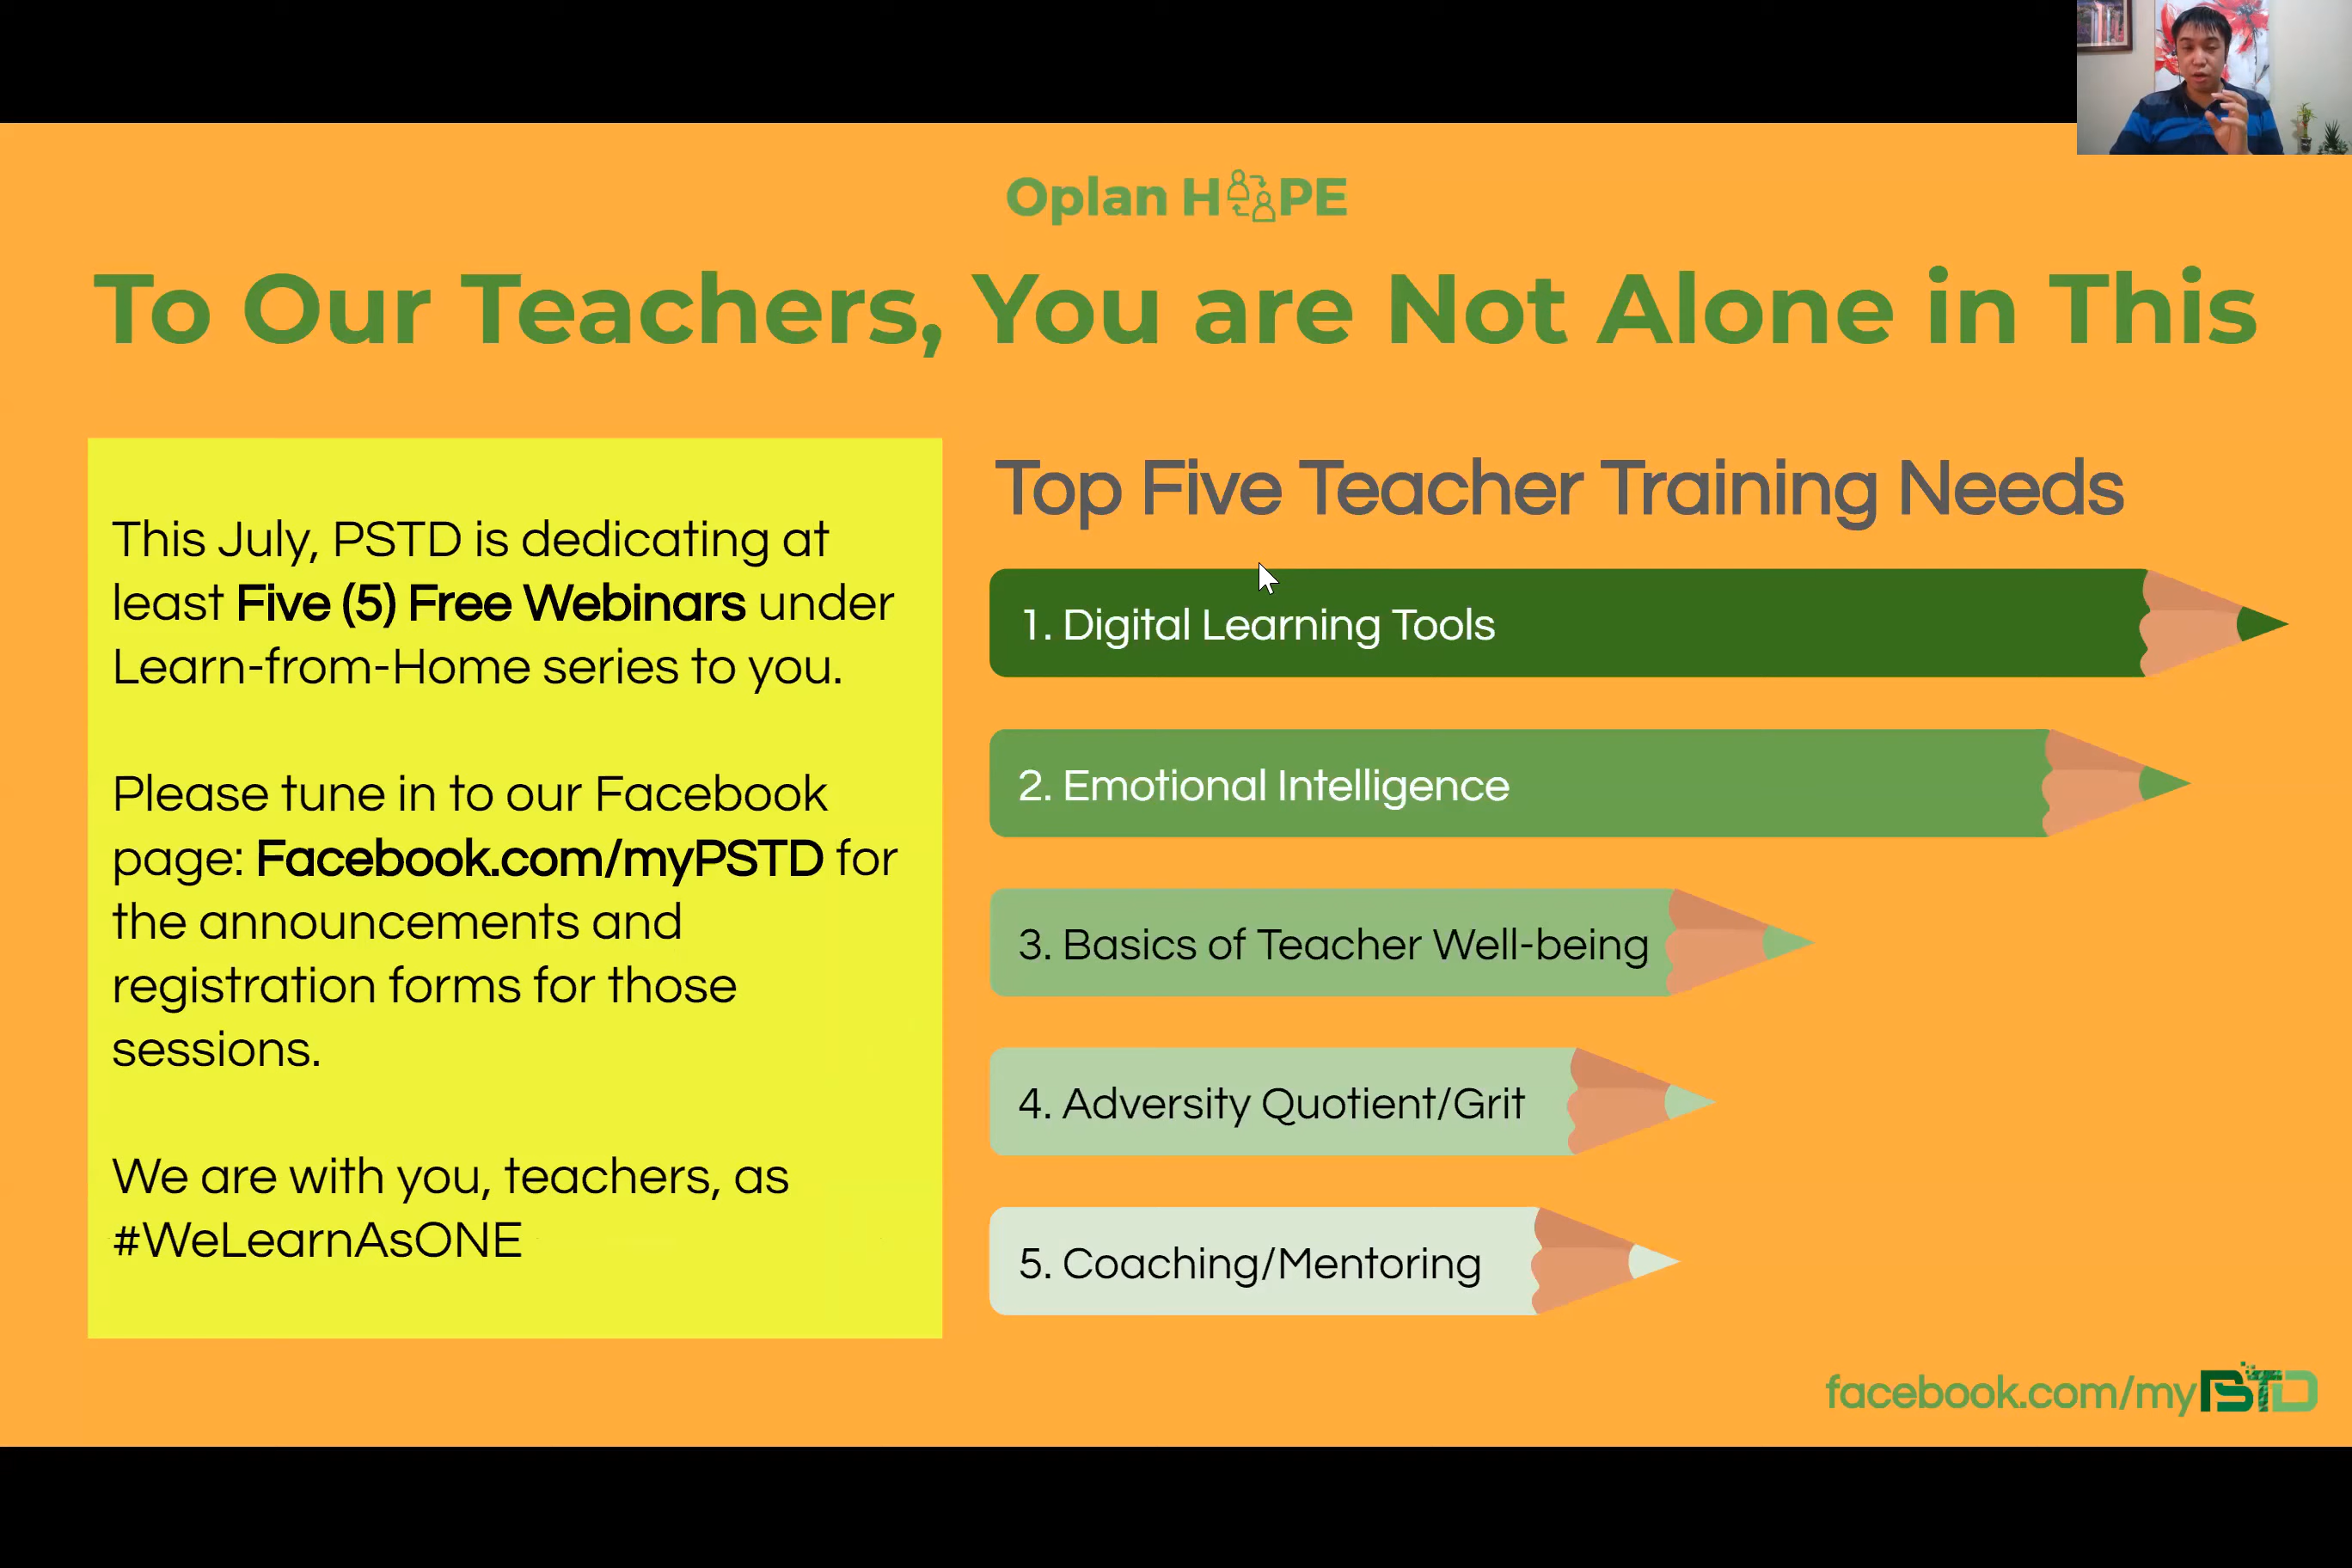 Oplan HOPE
To Our Teachers, You are Not Alone in This
This July, PSTD is dedicating at
least Five (5) Free Webinars under
Learn-from-Home series to you.
Please tune in to our Facebook
page: Facebook.com/myPSTD for
the announcements and
registration forms for those
sessions.
We are with you, teachers, as
#WeLearnAsONE
Top Five Teacher Training Needs
1. Digital Learning Tools
2. Emotional Intelligence
3. Basics of Teacher Well-being
4. Adversity Quotient/Grit
5. Coaching/Mentoring
facebook.com/myPSTD